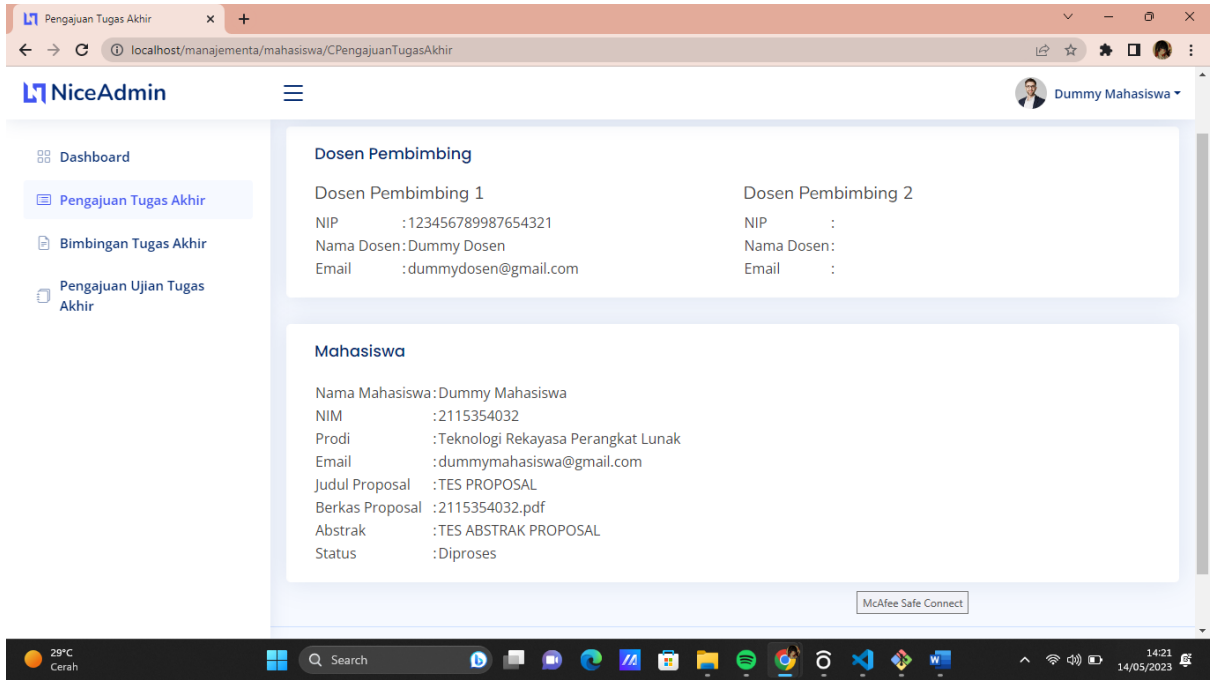 Pengajuan Tugas Akhir
localhost/manajementa/mahasiswa/CPengajuanTugasAkhir
NiceAdmin
Dummy Mahasiswa
Dashboard
Pengajuan Tugas Akhir
Bimbingan Tugas Akhir
Pengajuan Ujian Tugas
Akhir
Dosen Pembimbing
Dosen Pembimbing 1
NIP :123456789987654321
Nama Dosen:Dummy Dosen
Email :dummydosen@gmail.com
Dosen Pembimbing 2
NIP :
Nama Dosen:
Email :
Mahasiswa
Nama Mahasiswa:Dummy Mahasiswa
NIM :2115354032
Prodi :Teknologi Rekayasa Perangkat Lunak
Email :dummymahasiswa@gmail.com
Judul Proposal :TES PROPOSAL
Berkas Proposal :2115354032.pdf
Abstrak :TES ABSTRAK PROPOSAL
Status :Diproses
McAfee Safe Connect
29°C
Cerah
Search
14:21
14/05/2023